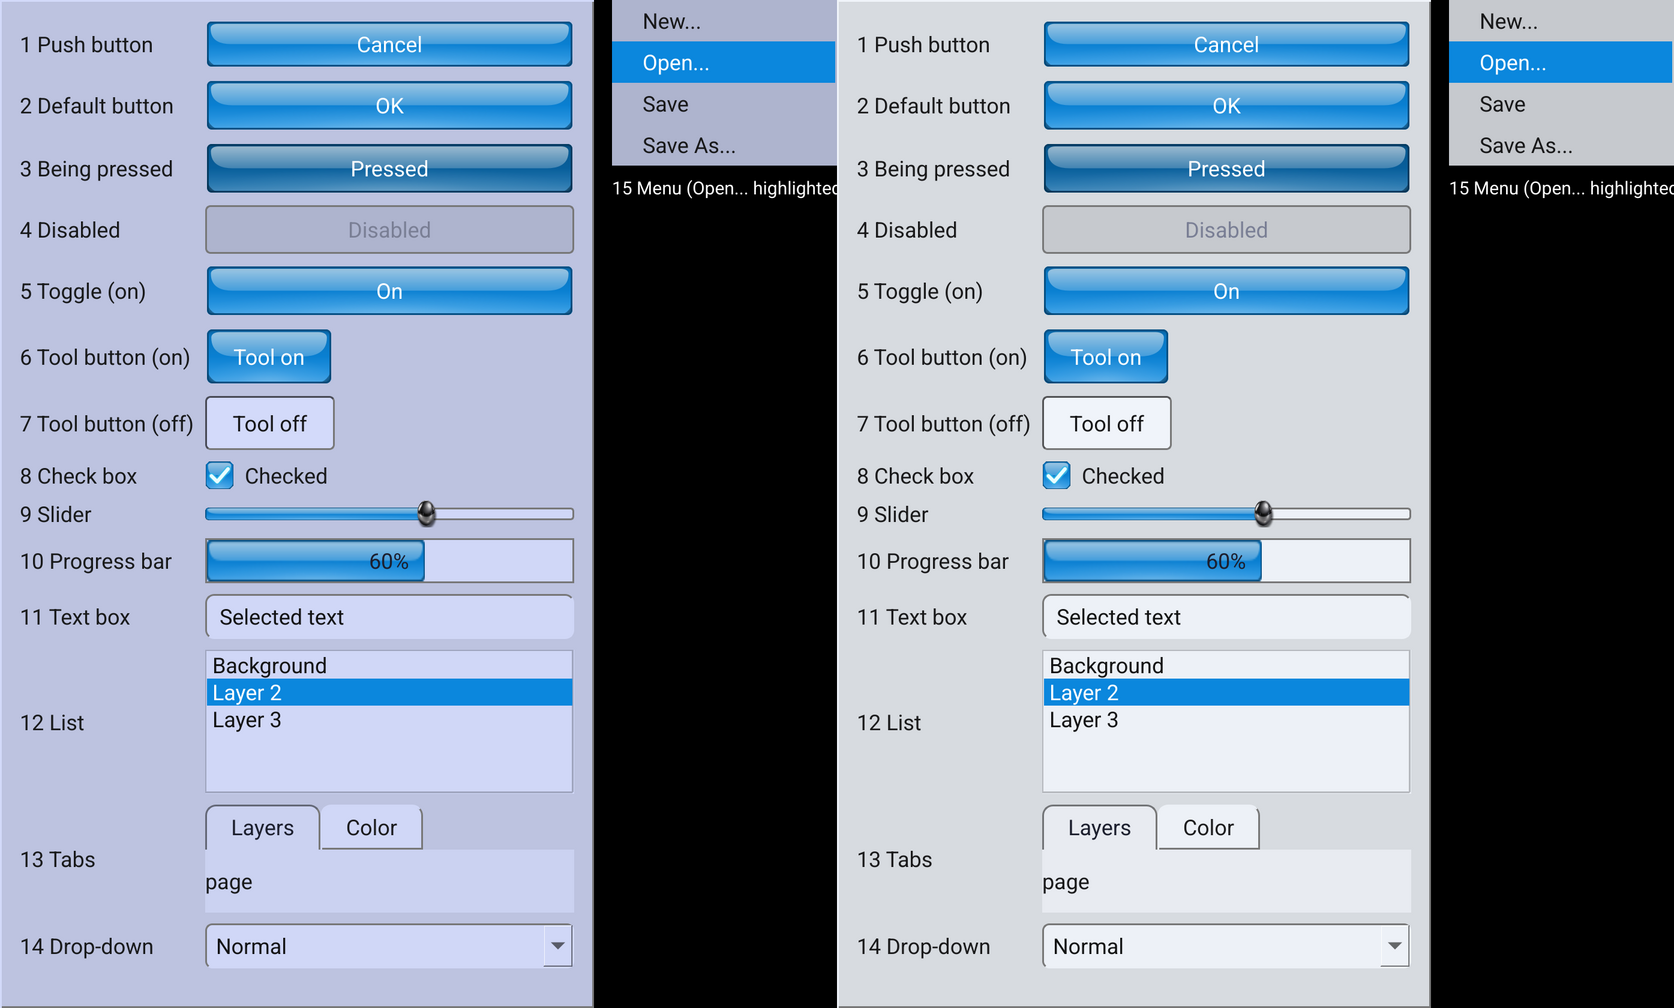 1 Push button Cancel
2 Default button OK
3 Being pressed Pressed
4 Disabled Disabled
5 Toggle (on) On
6 Tool button (on) Tool on
7 Tool button (off) Tool off
8 Check box Checked
9 Slider
10 Progress bar 60%
11 Text box Selected text
12 List
Background
Layer 2
Layer 3
13 Tabs
Layers Color
page
14 Drop-down Normal
New...
Open...
Save
Save As...
15 Menu (Open... highlighted
1 Push button Cancel
2 Default button OK
3 Being pressed Pressed
4 Disabled Disabled
5 Toggle (on) On
6 Tool button (on) Tool on
7 Tool button (off) Tool off
8 Check box Checked
9 Slider
10 Progress bar 60%
11 Text box Selected text
12 List
Background
Layer 2
Layer 3
13 Tabs
Layers Color
page
14 Drop-down Normal
New...
Open...
Save
Save As...
15 Menu (Open... highlighted